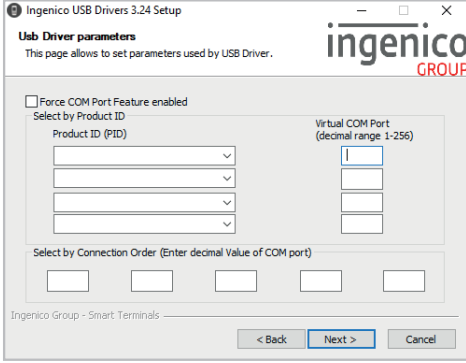 Ingenico USB Drivers 3.24 Setup
Usb Driver parameters
This page allows to set parameters used by USB Driver.
ingenico
GROUP
Force COM Port Feature enabled
Select by Product ID
Product ID (PID)
Virtual COM Port
(decimal range 1-256)
Select by Connection Order (Enter decimal Value of COM port)
Ingenico Group - Smart Terminals
< Back
Next >
Cancel